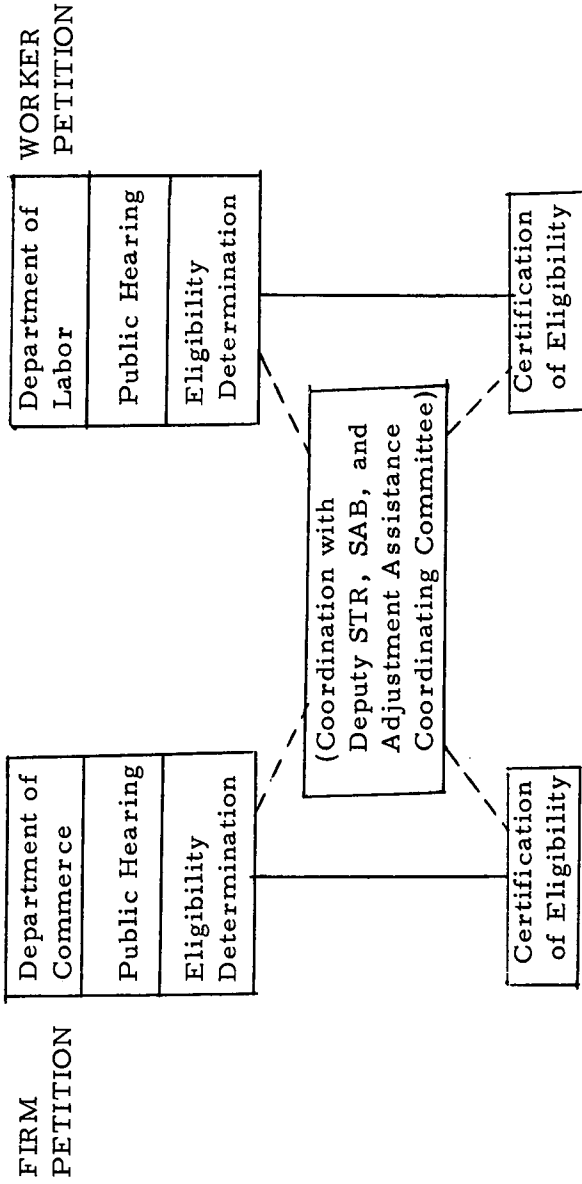 FIRM
PETITION
Department of
Commerce
Public Hearing
Eligibility
Determination
Department of
Labor
Public Hearing
Eligibility
Determination
WORKER
PETITION
(Coordination with
Deputy STR, SAB, and
Adjustment Assistance
Coordinating Committee)
Certification
of Eligibility
Certification
of Eligibility